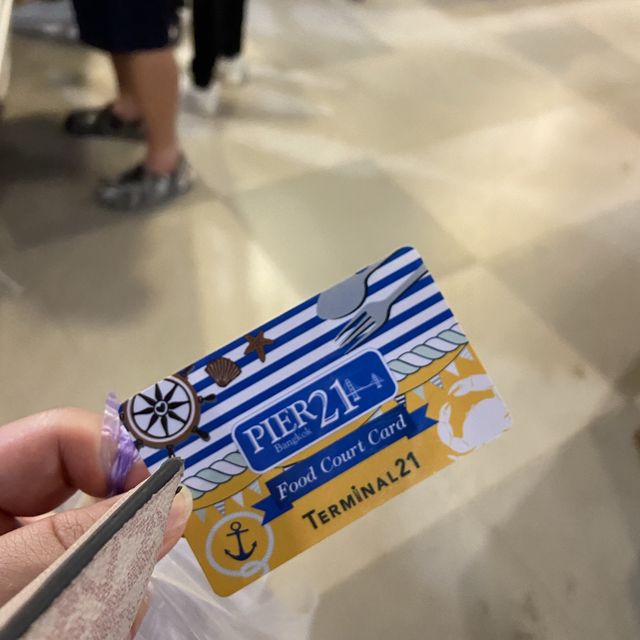 PIER21
Bangkok
Food Court Card
TERMINAL21